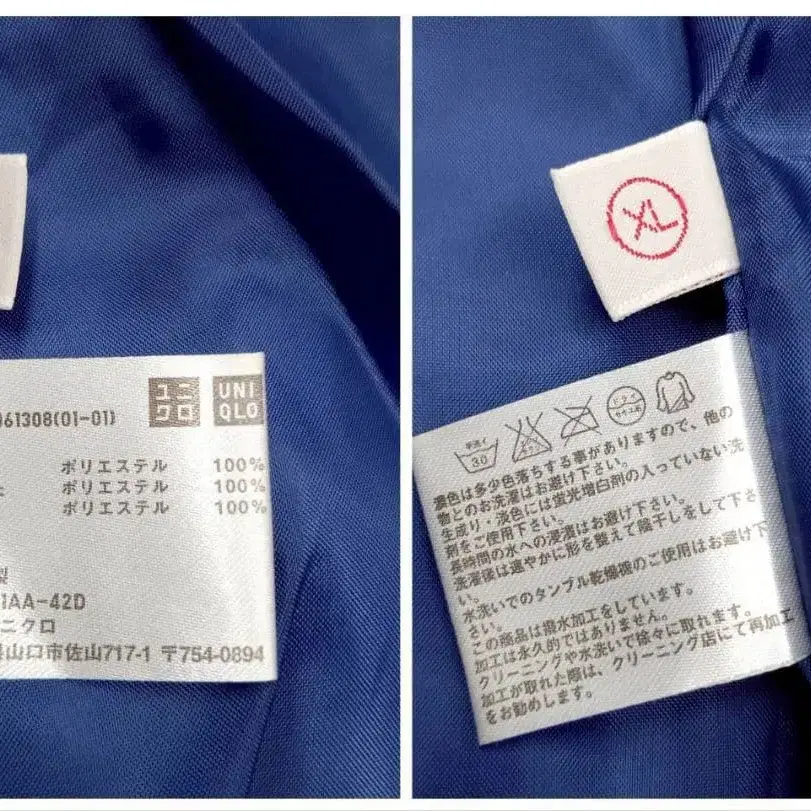 ユニ
クロ
UNI
QLO
061308(01-01)
ポリエステル 100%
ポリエステル 100%
ポリエステル 100%
製
1AA-42D
ニクロ
山口市佐山717-1 〒754-0894
XL
手洗イ
30
ドライ
濃色は多少色落ちする事がありますので、他の
物とのお洗濯はお避け下さい。
生成り・淡色には蛍光増白剤の入っていない洗
剤をご使用下さい。
長時間の水への浸漬はお避け下さい。
洗濯後は速やかに形を整えて陰干しをして下さ
い。
水洗いでのタンブル乾燥機のご使用はお避け下
さい。
この商品は撥水加工をしています。
加工は永久的ではありません。
クリーニングや水洗いで徐々に取れます。
加工が取れた際は、クリーニング店にて再加工
をお勧めします。